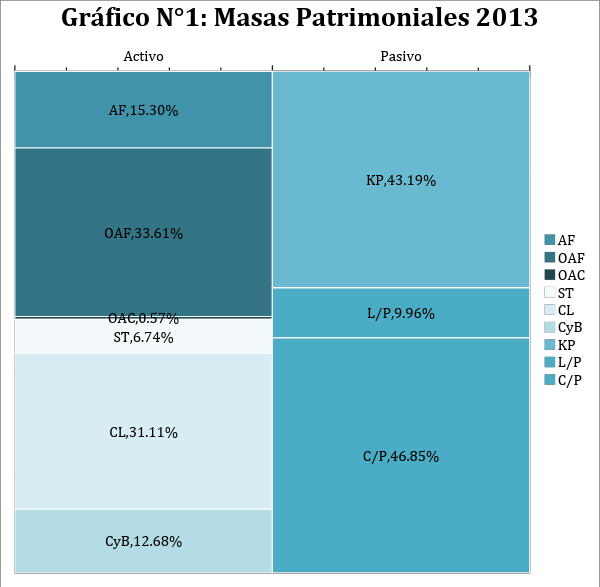 Gráfico N°1: Masas Patrimoniales 2013
Activo
Pasivo
AF,15.30%
OAF,33.61%
OAC,0.57%
ST,6.74%
CL,31.11%
CyB,12.68%
KP,43.19%
L/P,9.96%
C/P,46.85%
AF
OAF
OAC
ST
CL
CyB
KP
L/P
C/P